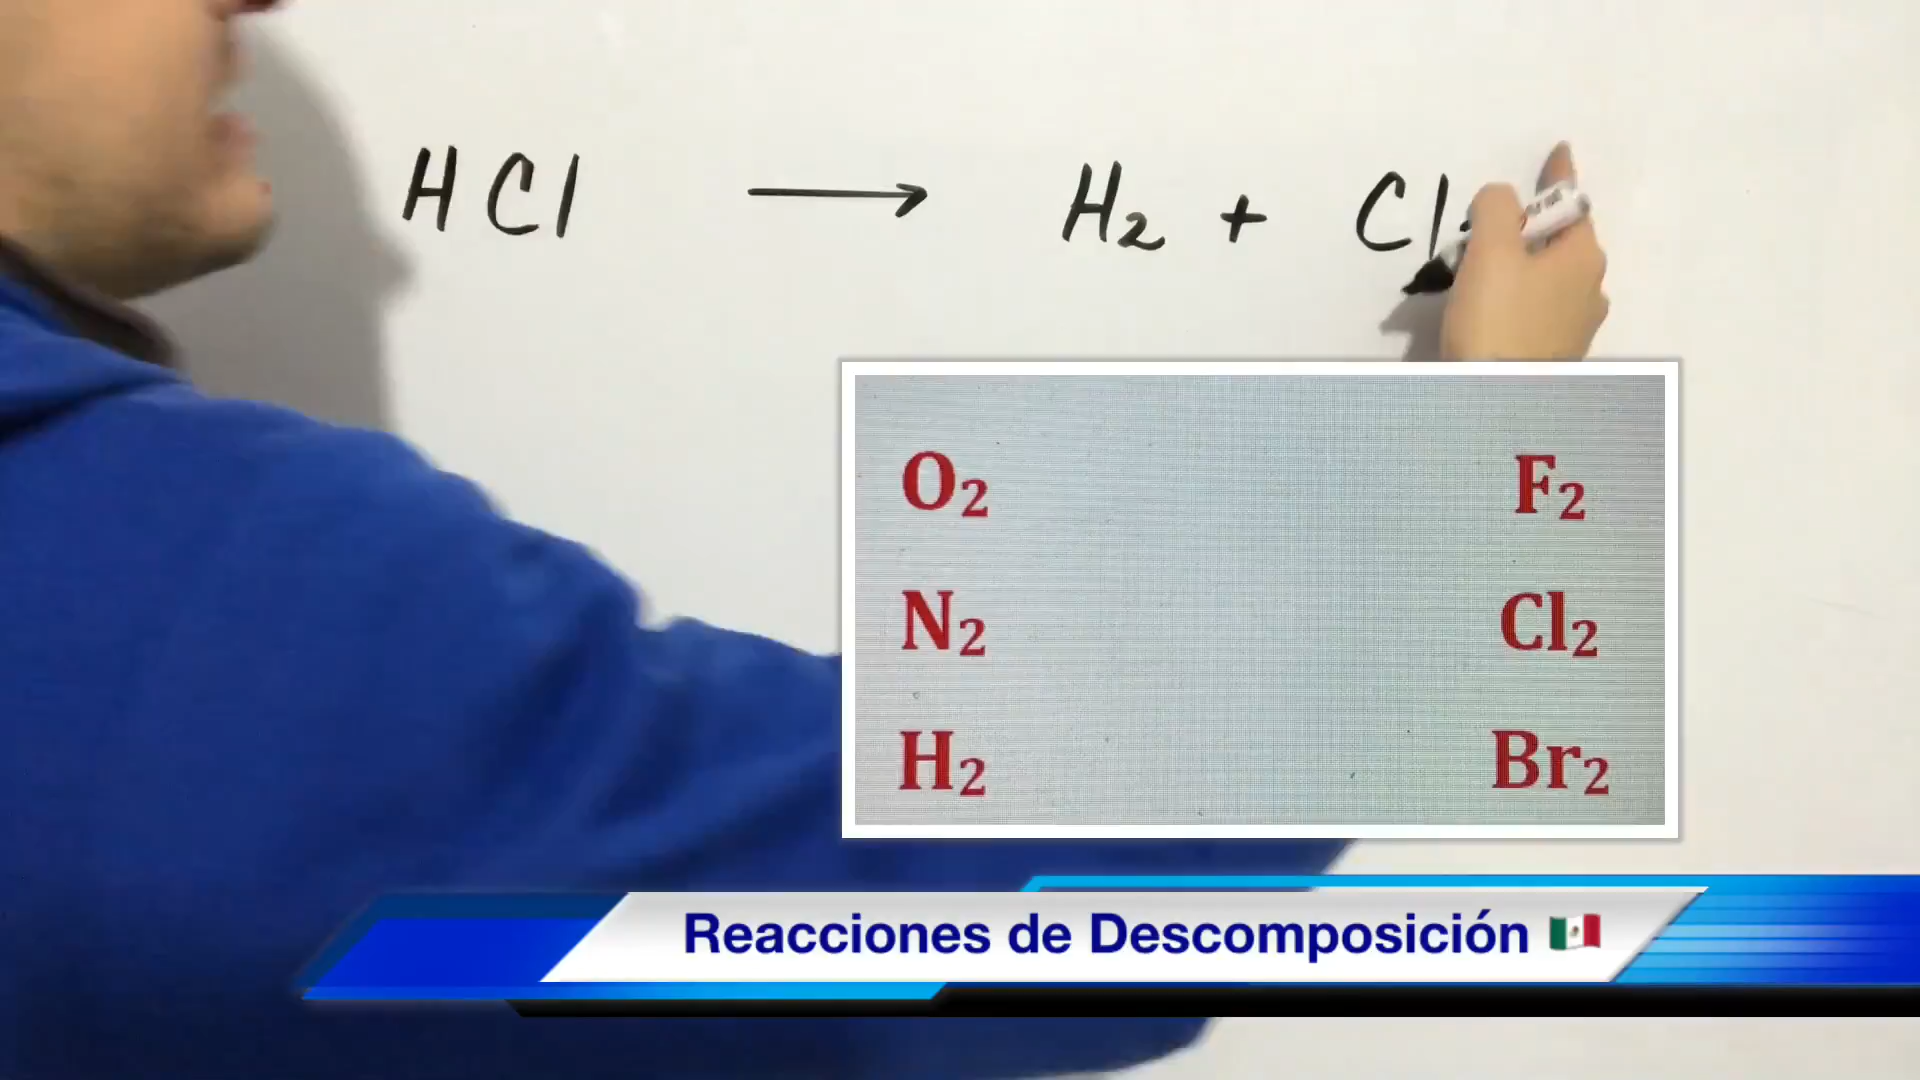 HCl → H₂ + Cl
O₂ F₂
N₂ Cl₂
H₂ Br₂
Reacciones de Descomposición